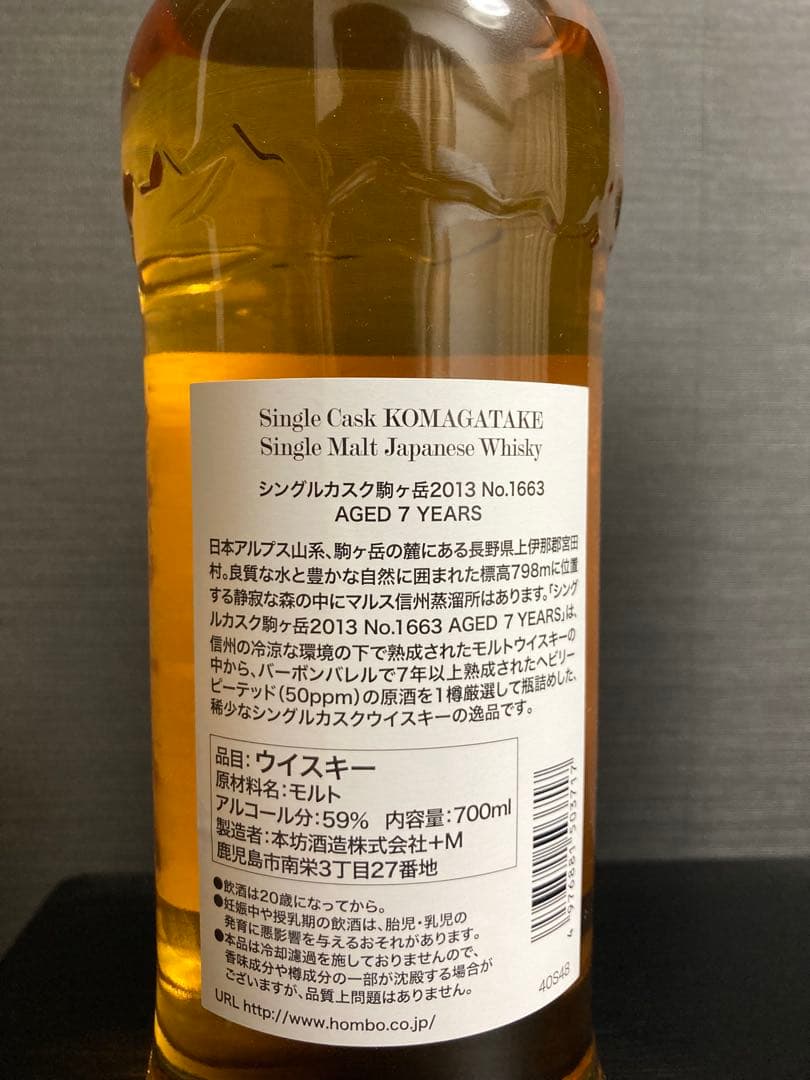 Single Cask KOMAGATAKE
Single Malt Japanese Whisky
シングルカスク駒ヶ岳2013 No.1663
AGED 7 YEARS
日本アルプス山系、駒ヶ岳の麓にある長野県上伊那郡宮田
村。良質な水と豊かな自然に囲まれた標高798mに位置
する静寂な森の中にマルス信州蒸溜所はあります。「シング
ルカスク駒ヶ岳2013 No.1663 AGED 7 YEARS」は、
信州の冷涼な環境の下で熟成されたモルトウイスキーの
中から、バーボンバレルで7年以上熟成されたヘビリー
ピーテッド(50ppm)の原酒を1樽厳選して瓶詰めした、
稀少なシングルカスクウイスキーの逸品です。
品目:ウイスキー
原材料名:モルト
アルコール分:59% 内容量:700ml
製造者:本坊酒造株式会社+M
鹿児島市南栄3丁目27番地
●飲酒は20歳になってから。
●妊娠中や授乳期の飲酒は、胎児・乳児の
発育に悪影響を与えるおそれがあります。
●本品は冷却濾過を施しておりませんので、
香味成分や樽成分の一部が沈殿する場合が
ございますが、品質上問題はありません。
URL http://www.hombo.co.jp/
4 976881 503717
40S48